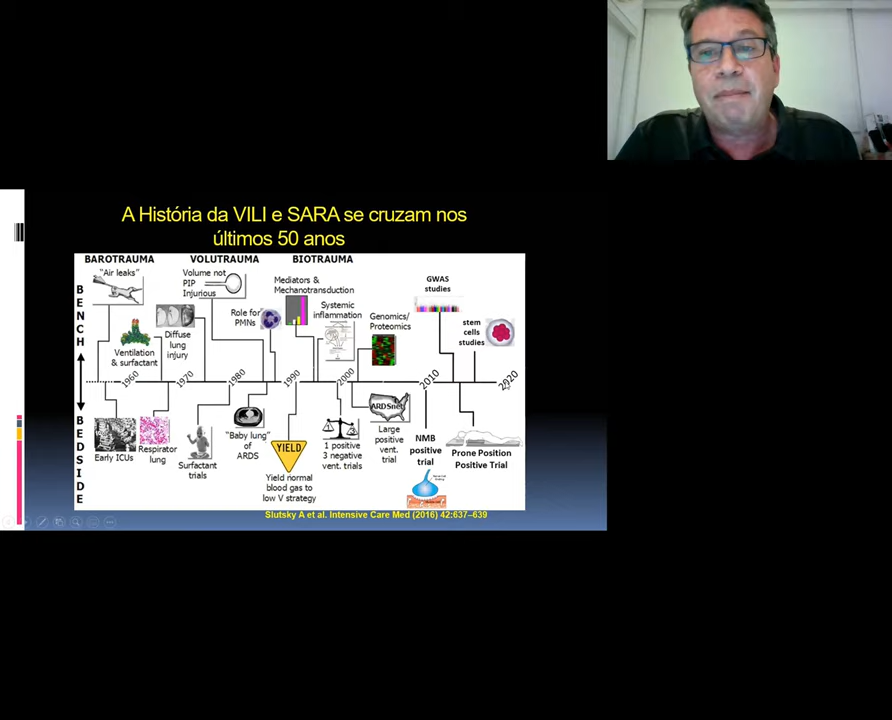 A História da VILI e SARA se cruzam nos
últimos 50 anos
BAROTRAUMA
VOLUTRAUMA
BIOTRAUMA
"Air leaks"
Volume not
PIP
Injurious
Mediators &
Mechanotransduction
GWAS
studies
BENCH
Role for
PMNs
Systemic
inflammation
Genomics/
Proteomics
stem
cells
studies
Diffuse
lung
injury
Ventilation
& surfactant
1960
1970
1980
1990
2000
2010
2020
BEDSIDE
Early ICUs
Respirator
lung
Surfactant
trials
"Baby lung"
of
ARDS
YIELD
Yield normal
blood gas to
low V strategy
1 positive
3 negative
vent. trials
ARDSnet
Large
positive
vent.
trial
NMB
positive
trial
Prone Position
Positive Trial
Slutsky A et al. Intensive Care Med (2016) 42:637–639